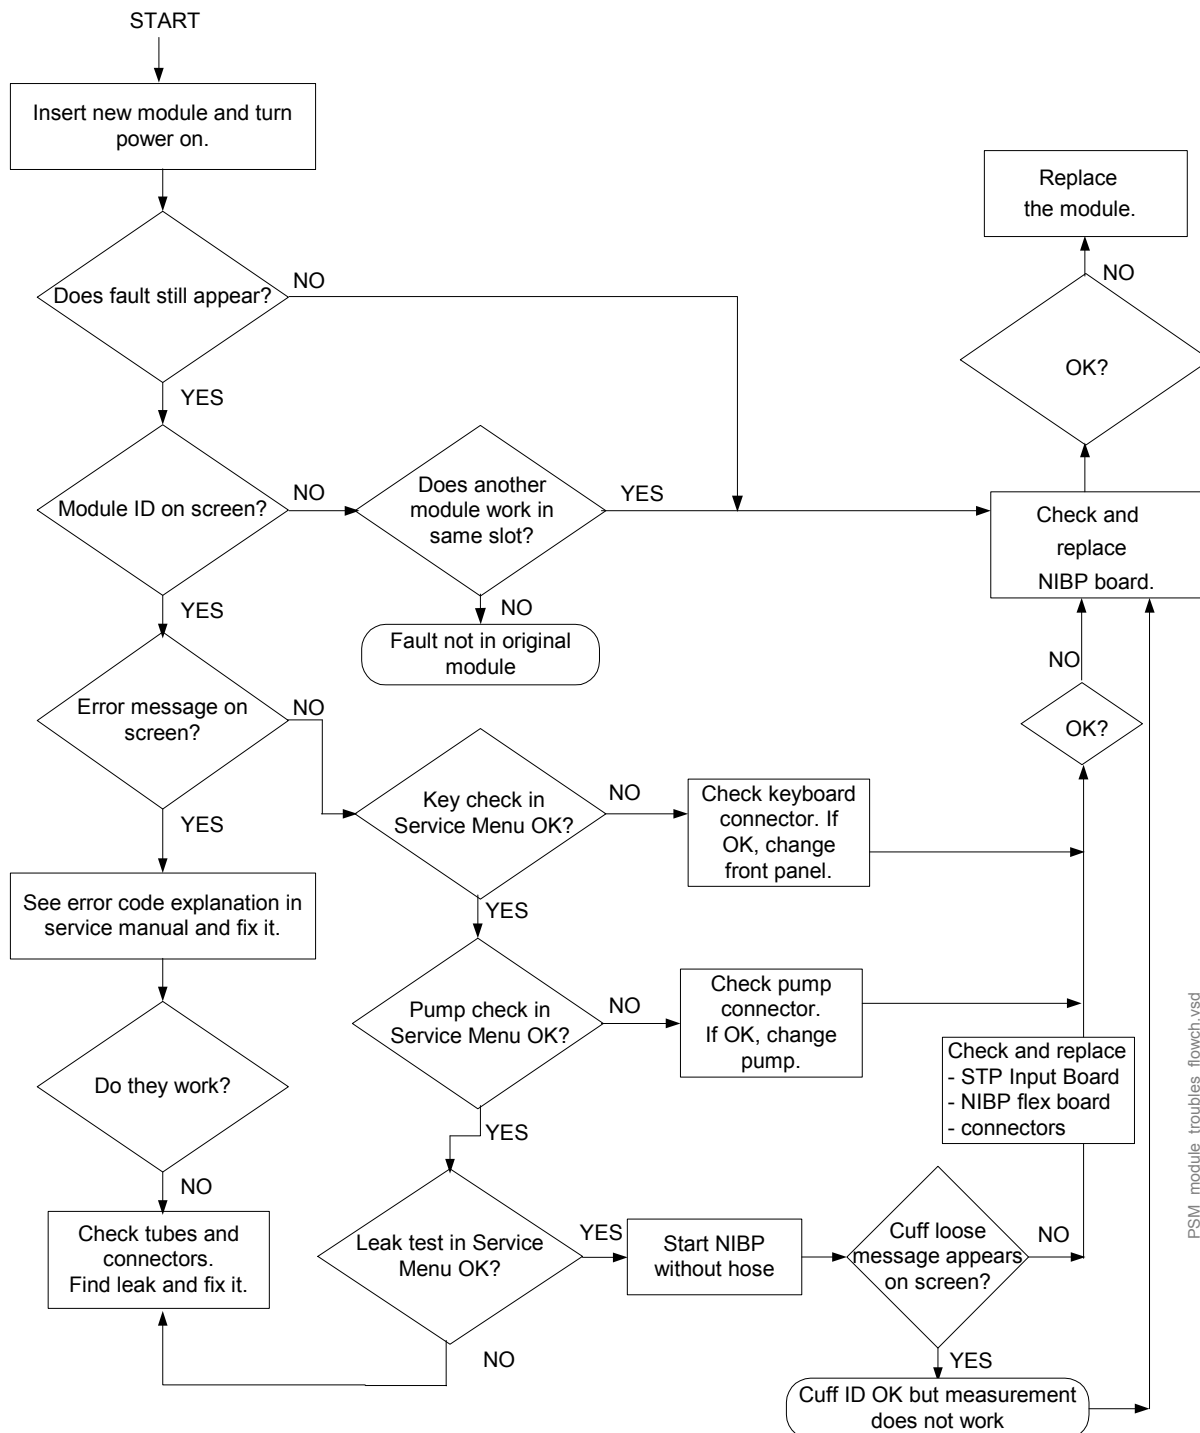 START
Insert new module and turn
power on.
Replace
the module.
NO
NO
Does fault still appear?
OK?
YES
Module ID on screen?
NO
Does another
module work in
same slot?
YES
Check and
replace
NIBP board.
YES
NO
Fault not in original
module
NO
Error message on
screen?
NO
OK?
Key check in
Service Menu OK?
NO
Check keyboard
connector. If
OK, change
front panel.
YES
See error code explanation in
service manual and fix it.
YES
Pump check in
Service Menu OK?
NO
Check pump
connector.
If OK, change
pump.
Check and replace
- STP Input Board
- NIBP flex board
- connectors
Do they work?
YES
NO
Check tubes and
connectors.
Find leak and fix it.
Leak test in Service
Menu OK?
YES
Start NIBP
without hose
Cuff loose
message appears
on screen?
NO
NO
YES
Cuff ID OK but measurement
does not work
PSM_module_troubles_flowch.vsd